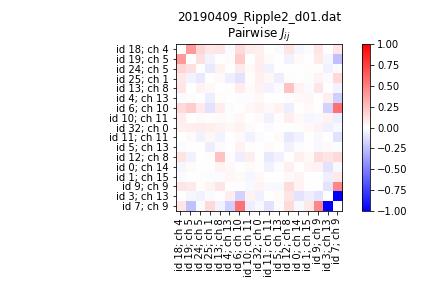 20190409_Ripple2_d01.dat
Pairwise Jij
id 18; ch 4
id 19; ch 5
id 24; ch 5
id 25; ch 1
id 13; ch 8
id 4; ch 13
id 6; ch 10
id 10; ch 11
id 32; ch 0
id 11; ch 11
id 5; ch 13
id 12; ch 8
id 0; ch 14
id 1; ch 15
id 9; ch 9
id 3; ch 13
id 7; ch 9
1.00
0.75
0.50
0.25
0.00
−0.25
−0.50
−0.75
−1.00
id 18; ch 4
id 19; ch 5
id 24; ch 5
id 25; ch 1
id 13; ch 8
id 4; ch 13
id 6; ch 10
id 10; ch 11
id 32; ch 0
id 11; ch 11
id 5; ch 13
id 12; ch 8
id 0; ch 14
id 1; ch 15
id 9; ch 9
id 3; ch 13
id 7; ch 9